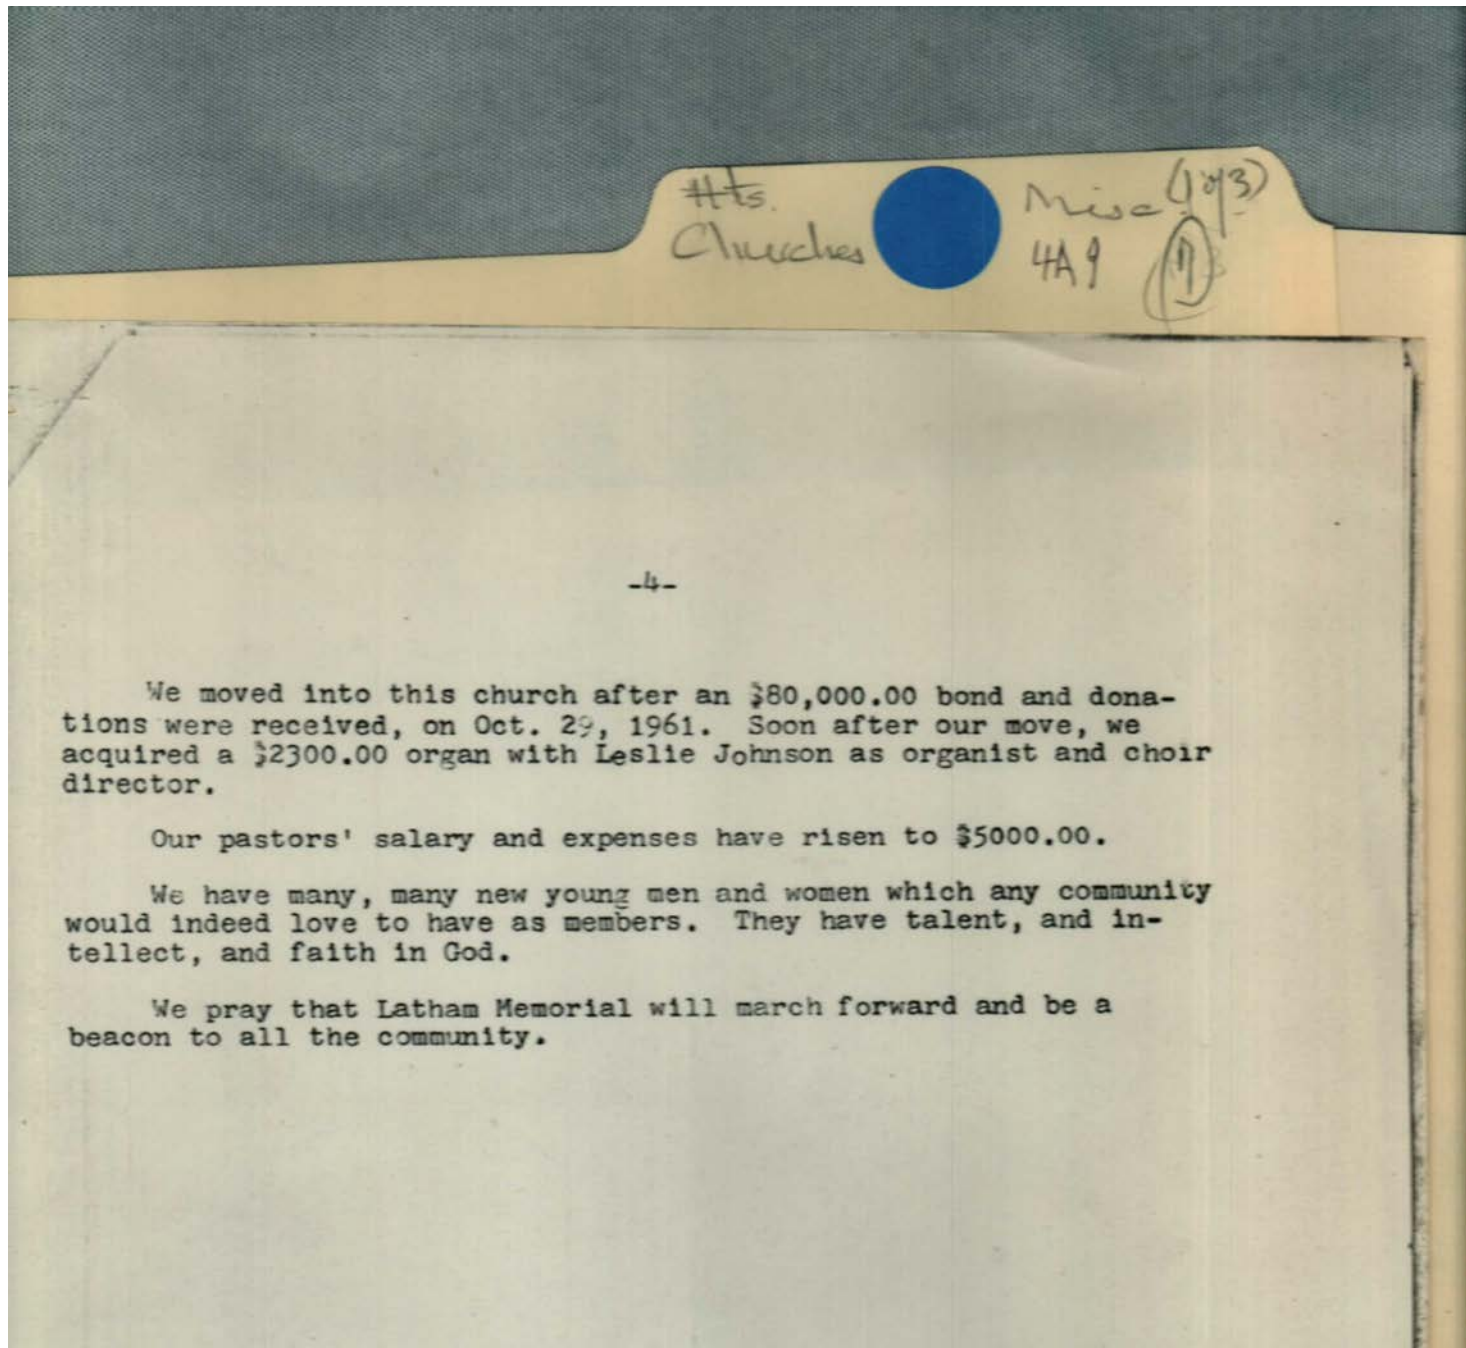 Hts. Misc (1 of 3)
Churches 4A9 7
-4-
We moved into this church after an $80,000.00 bond and dona-
tions were received, on Oct. 29, 1961. Soon after our move, we
acquired a $2300.00 organ with Leslie Johnson as organist and choir
director.
Our pastors' salary and expenses have risen to $5000.00.
We have many, many new young men and women which any community
would indeed love to have as members. They have talent, and in-
tellect, and faith in God.
We pray that Latham Memorial will march forward and be a
beacon to all the community.